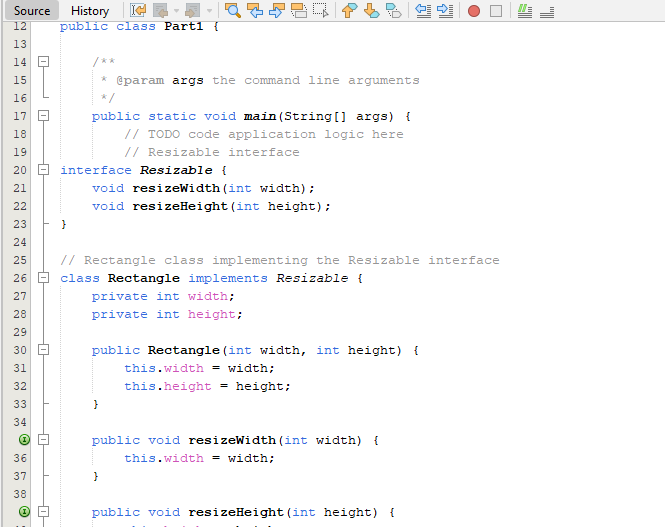 Source History
12 public class Part1 {
13
14 /**
15 * @param args the command line arguments
16 */
17 public static void main(String[] args) {
18 // TODO code application logic here
19 // Resizable interface
20 interface Resizable {
21 void resizeWidth(int width);
22 void resizeHeight(int height);
23 }
24
25 // Rectangle class implementing the Resizable interface
26 class Rectangle implements Resizable {
27 private int width;
28 private int height;
29
30 public Rectangle(int width, int height) {
31 this.width = width;
32 this.height = height;
33 }
34
public void resizeWidth(int width) {
36 this.width = width;
37 }
38
public void resizeHeight(int height) {